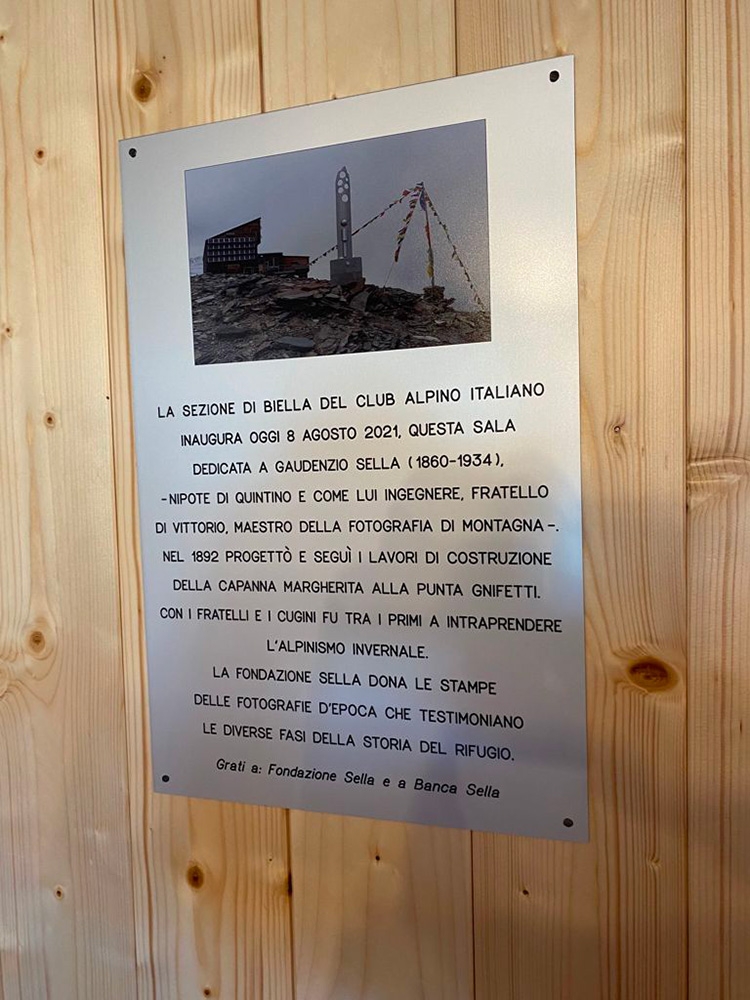 LA SEZIONE DI BIELLA DEL CLUB ALPINO ITALIANO
INAUGURA OGGI 8 AGOSTO 2021, QUESTA SALA
DEDICATA A GAUDENZIO SELLA (1860-1934),
-NIPOTE DI QUINTINO E COME LUI INGEGNERE, FRATELLO
DI VITTORIO, MAESTRO DELLA FOTOGRAFIA DI MONTAGNA-.
NEL 1892 PROGETTÒ E SEGUÌ I LAVORI DI COSTRUZIONE
DELLA CAPANNA MARGHERITA ALLA PUNTA GNIFETTI.
CON I FRATELLI E I CUGINI FU TRA I PRIMI A INTRAPRENDERE
L'ALPINISMO INVERNALE.
LA FONDAZIONE SELLA DONA LE STAMPE
DELLE FOTOGRAFIE D'EPOCA CHE TESTIMONIANO
LE DIVERSE FASI DELLA STORIA DEL RIFUGIO.
Grati a: Fondazione Sella e a Banca Sella